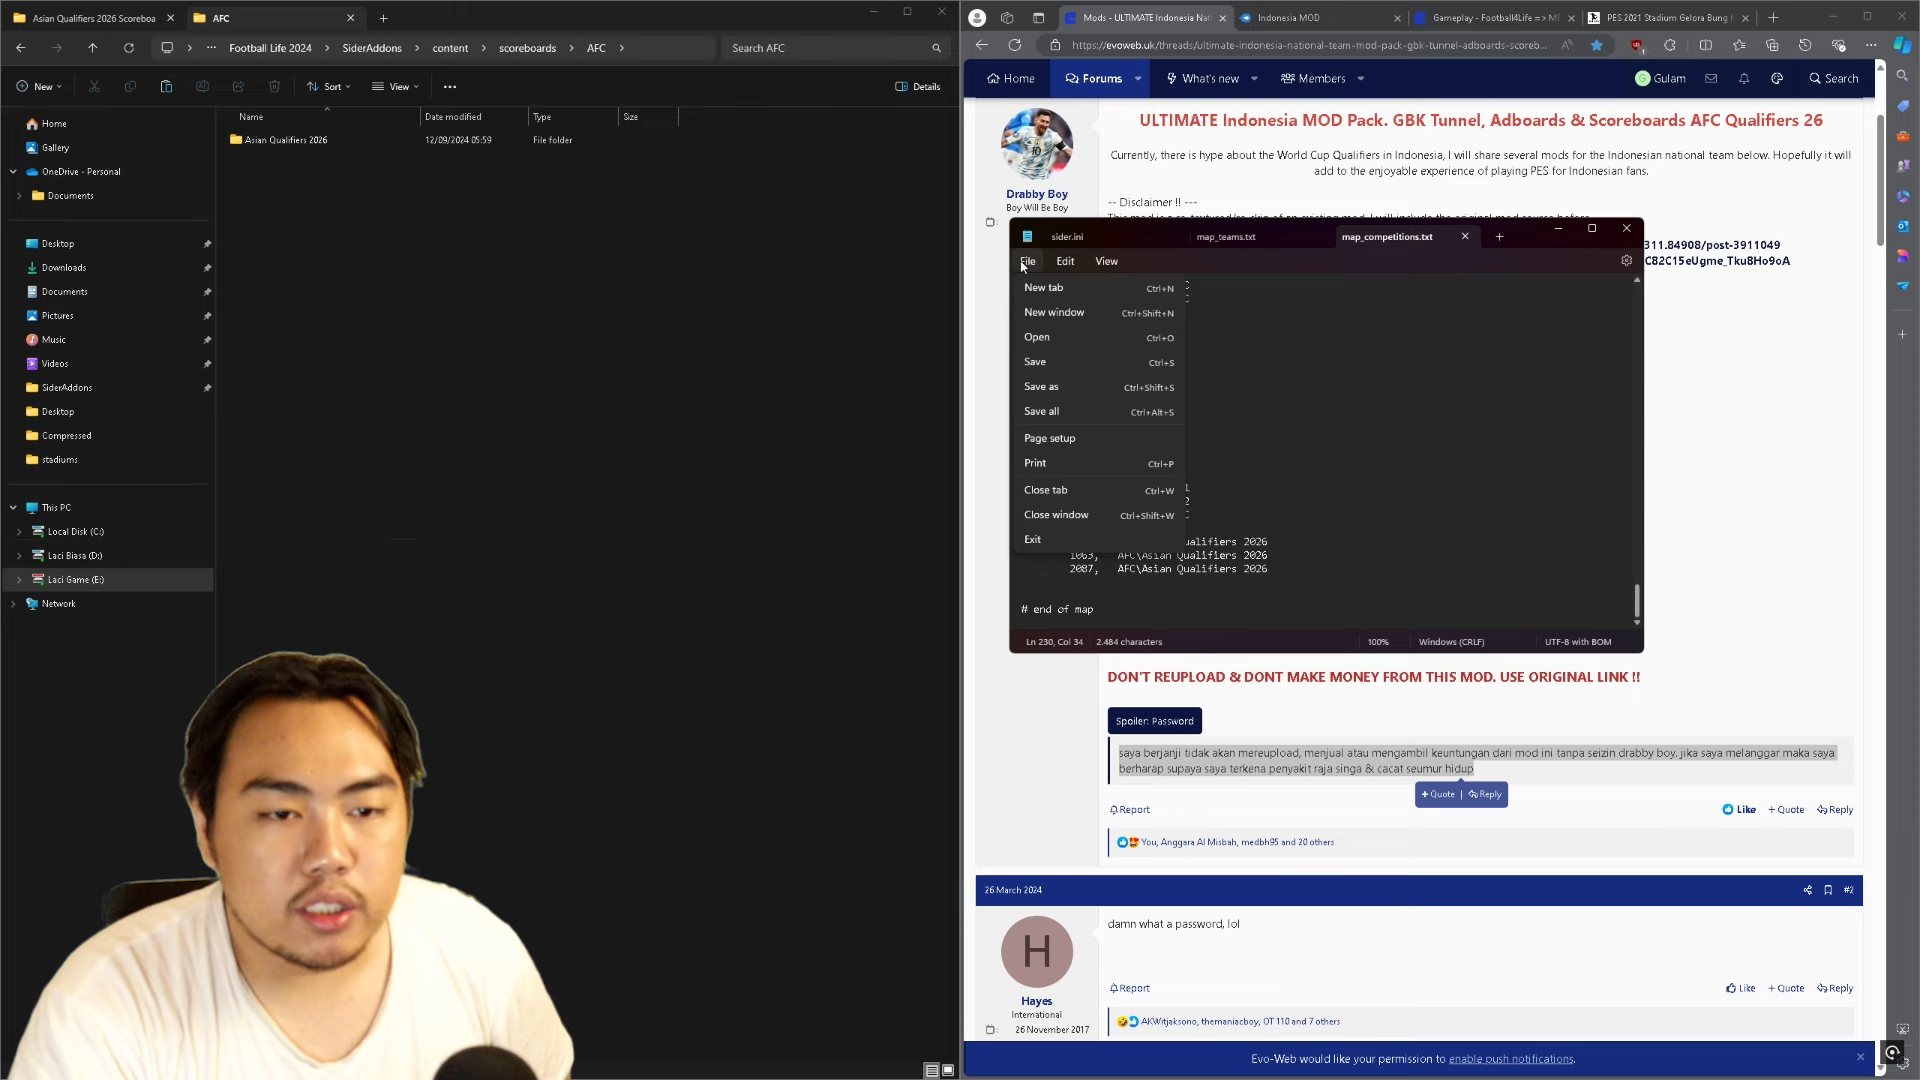 Asian Qualifiers 2026 Scoreboa
AFC
Football Life 2024
SiderAddons
content
scoreboards
AFC
Search AFC
New
Sort
View
Details
Name
Date modified
Type
Size
Asian Qualifiers 2026
12/09/2024 05:59
File folder
Home
Gallery
OneDrive - Personal
Documents
Desktop
Downloads
Documents
Pictures
Music
Videos
SiderAddons
Desktop
Compressed
stadiums
This PC
Local Disk (C:)
Laci Biasa (D:)
Laci Game (E:)
Network
Mods - ULTIMATE Indonesia Nati
Indonesia MOD
Gameplay - Football4Life => M
PES 2021 Stadium Gelora Bung
https://evoweb.uk/threads/ultimate-indonesia-national-team-mod-pack-gbk-tunnel-adboards-scoreb...
Home
Forums
What's new
Members
Gulam
Search
Drabby Boy
Boy Will Be Boy
ULTIMATE Indonesia MOD Pack. GBK Tunnel, Adboards & Scoreboards AFC Qualifiers 26
Currently, there is hype about the World Cup Qualifiers in Indonesia, I will share several mods for the Indonesian national team below. Hopefully it will
add to the enjoyable experience of playing PES for Indonesian fans.
-- Disclaimer !! ---
311.84908/post-3911049
C82C15eUgme_Tku8Ho9oA
sider.ini
map_teams.txt
map_competitions.txt
File
Edit
View
New tab Ctrl+N
New window Ctrl+Shift+N
Open Ctrl+O
Save Ctrl+S
Save as Ctrl+Shift+S
Save all Ctrl+Alt+S
Page setup
Print Ctrl+P
Close tab Ctrl+W
Close window Ctrl+Shift+W
Exit
ualifiers 2026
1063, AFC\Asian Qualifiers 2026
2087, AFC\Asian Qualifiers 2026
# end of map
Ln 230, Col 34
2.484 characters
100%
Windows (CRLF)
UTF-8 with BOM
DON'T REUPLOAD & DONT MAKE MONEY FROM THIS MOD. USE ORIGINAL LINK !!
Spoiler: Password
saya berjanji tidak akan mereupload, menjual atau mengambil keuntungan dari mod ini tanpa seizin drabby boy. jika saya melanggar maka saya
berharap supaya saya terkena penyakit raja singa & cacat seumur hidup
+ Quote | Reply
Report
Like
+ Quote
Reply
You, Anggara Al Misbah, medbh95 and 20 others
26 March 2024
#2
H
Hayes
International
26 November 2017
damn what a password, lol
Report
Like
+ Quote
Reply
AKWitjaksono, themaniacboy, OT 110 and 7 others
Evo-Web would like your permission to enable push notifications.